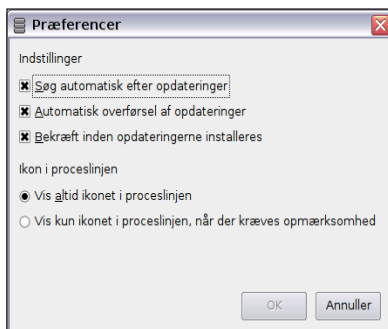 Præferencer
Indstillinger
Søg automatisk efter opdateringer
Automatisk overførsel af opdateringer
Bekræft inden opdateringerne installeres
Ikon i proceslinjen
Vis altid ikonet i proceslinjen
Vis kun ikonet i proceslinjen, når der kræves opmærksomhed
OK
Annuller